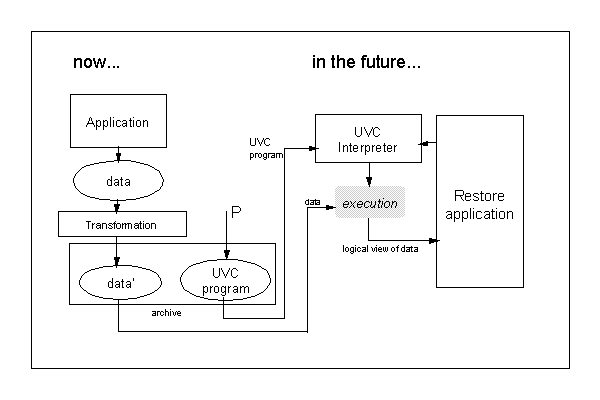 now...
in the future...
Application
data
Transformation
data'
P
UVC
program
archive
UVC
program
UVC
Interpreter
data
execution
logical view of data
Restore
application